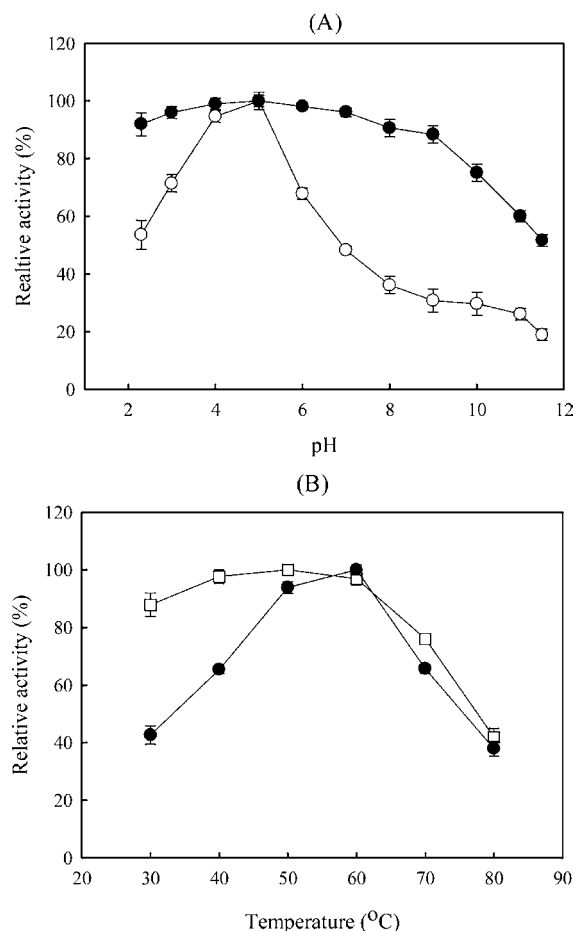 (A)
120
100
80
60
40
20
0
Realtive activity (%)
2 4 6 8 10 12
pH
(B)
120
100
80
60
40
20
0
Relative activity (%)
20 30 40 50 60 70 80 90
Temperature (°C)